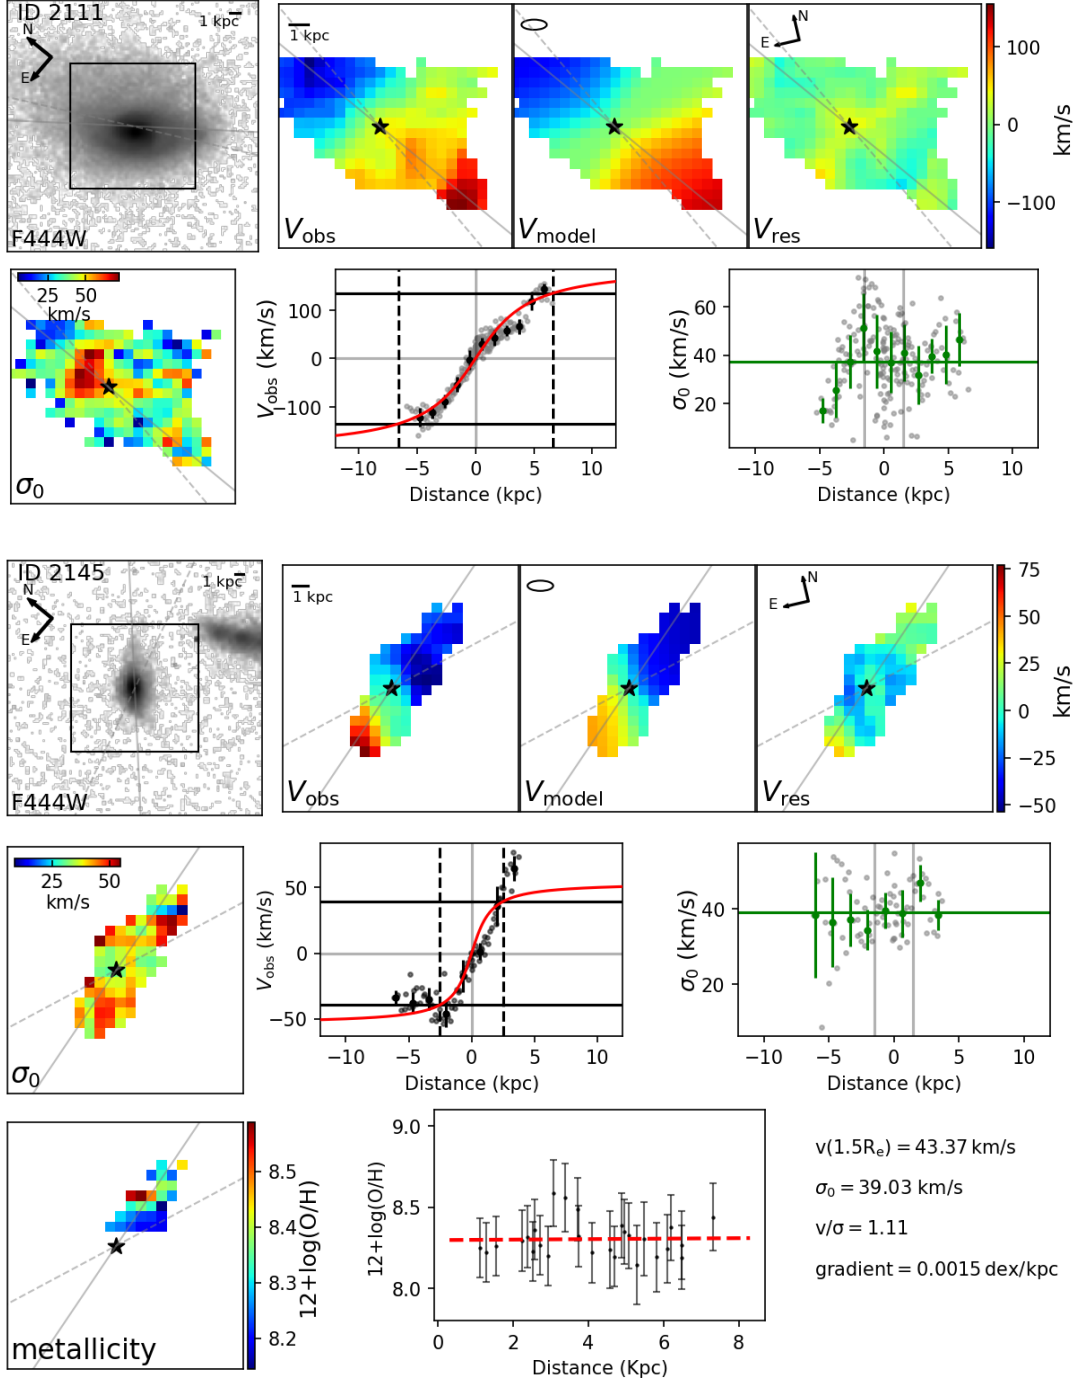 ID 2111
1 kpc
N
E
F444W
1 kpc
V_obs
V_model
N
E
V_res
100
0
−100
km/s
25 50
km/s
σ₀
V_obs (km/s)
100
0
−100
−10 −5 0 5 10
Distance (kpc)
σ₀ (km/s)
60
40
20
−5 0 5 10
Distance (kpc)
ID 2145
1 kpc
N
E
F444W
1 kpc
V_obs
V_model
N
E
V_res
75
50
25
0
−25
−50
km/s
25 50
km/s
σ₀
V_obs (km/s)
50
0
−50
−10 −5 0 5 10
Distance (kpc)
σ₀ (km/s)
60
40
20
−10 −5 0 5 10
Distance (kpc)
metallicity
8.5
8.4
8.3
8.2
12+log(O/H)
12+log(O/H)
9.0
8.5
8.0
0 2 4 6 8
Distance (Kpc)
v(1.5R_e) = 43.37 km/s
σ₀ = 39.03 km/s
v/σ = 1.11
gradient = 0.0015 dex/kpc